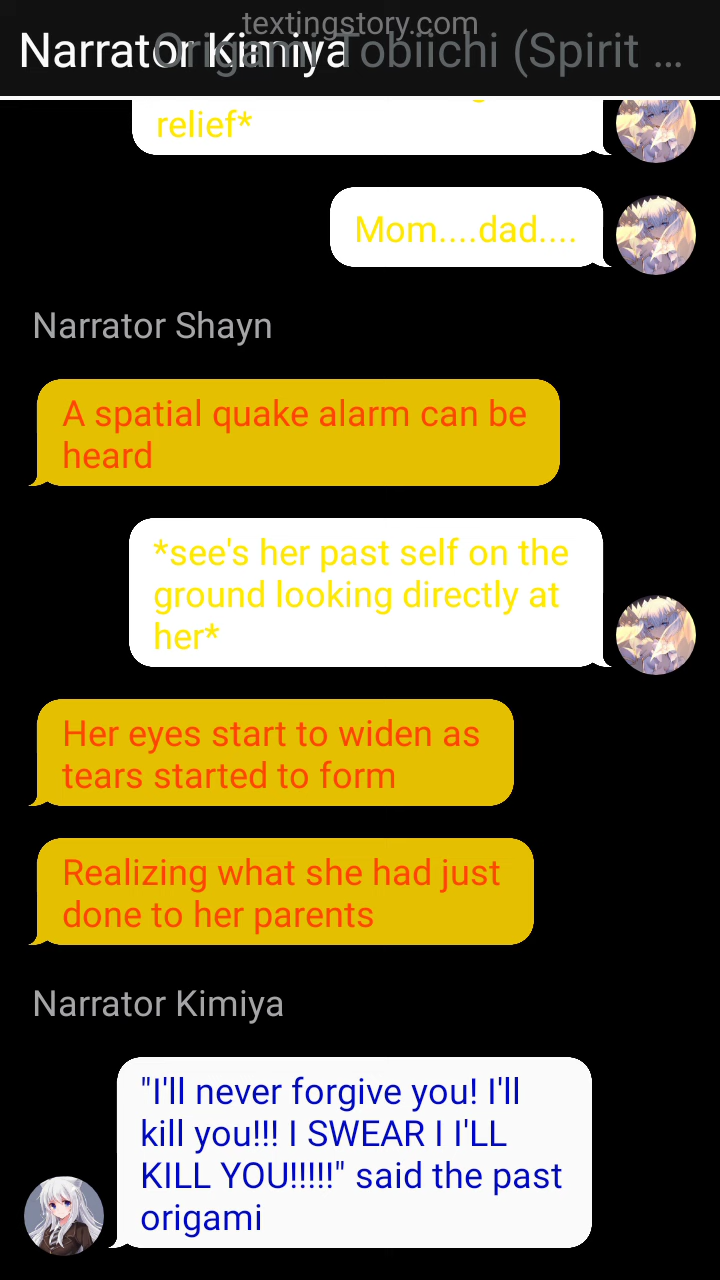 textingstory.com
Narrator Kimiya
Origami Tobiichi (Spirit ...
relief*
Mom....dad....
Narrator Shayn
A spatial quake alarm can be
heard
*see's her past self on the
ground looking directly at
her*
Her eyes start to widen as
tears started to form
Realizing what she had just
done to her parents
Narrator Kimiya
"I'll never forgive you! I'll
kill you!!! I SWEAR I I'LL
KILL YOU!!!!!" said the past
origami